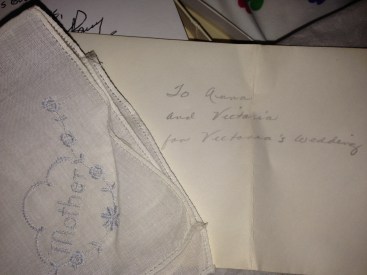 To Anna
and Victoria
for Victoria's Wedding
Mother